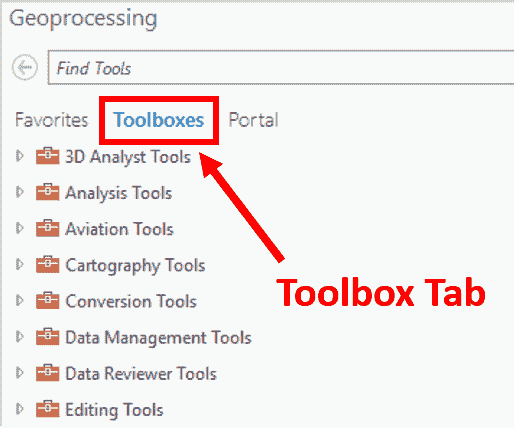 Geoprocessing
Find Tools
Favorites Toolboxes Portal
3D Analyst Tools
Analysis Tools
Aviation Tools
Cartography Tools
Conversion Tools
Toolbox Tab
Data Management Tools
Data Reviewer Tools
Editing Tools